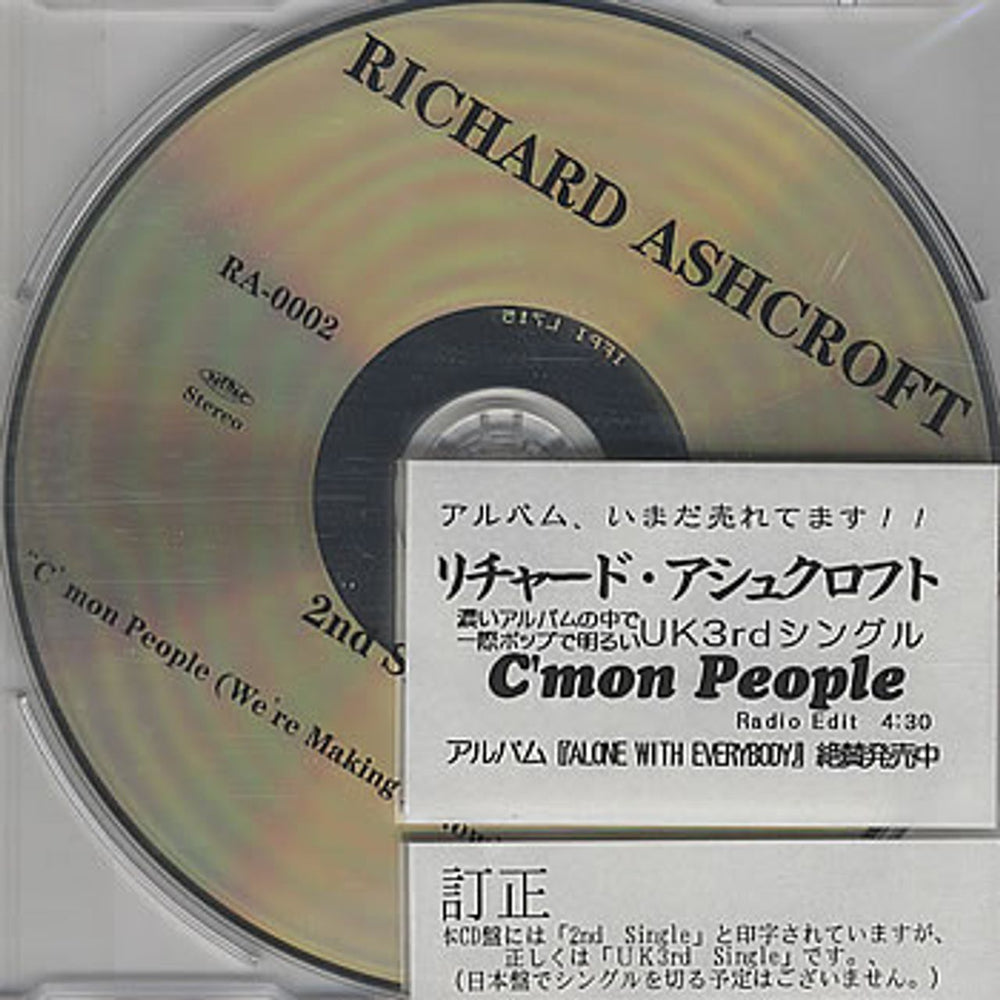 RICHARD ASHCROFT
RA-0002
Stereo
IFPI L219
2nd S
"C'mon People (We're Making
アルバム、いまだ売れてます!!
リチャード・アシュクロフト
濃いアルバムの中で
一際ポップで明るいUK3rdシングル
C'mon People
Radio Edit 4:30
アルバム『ALONE WITH EVERYBODY』絶賛発売中
訂正
本CD盤には「2nd Single」と印字されていますが、
正しくは「UK3rd Single」です。、
(日本盤でシングルを切る予定はございません。)